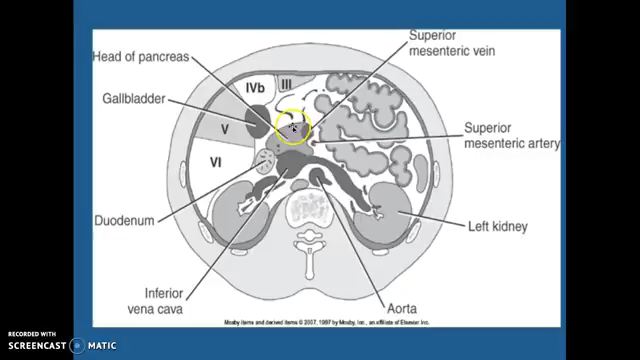 Superior
mesenteric vein
Head of pancreas
IVb
III
Gallbladder
V
Superior
mesenteric artery
VI
Duodenum
Left kidney
Inferior
vena cava
Aorta
Mosby items and derived items © 2007, 1997 by Mosby, Inc., an affiliate of Elsevier Inc.
RECORDED WITH
SCREENCAST MATIC